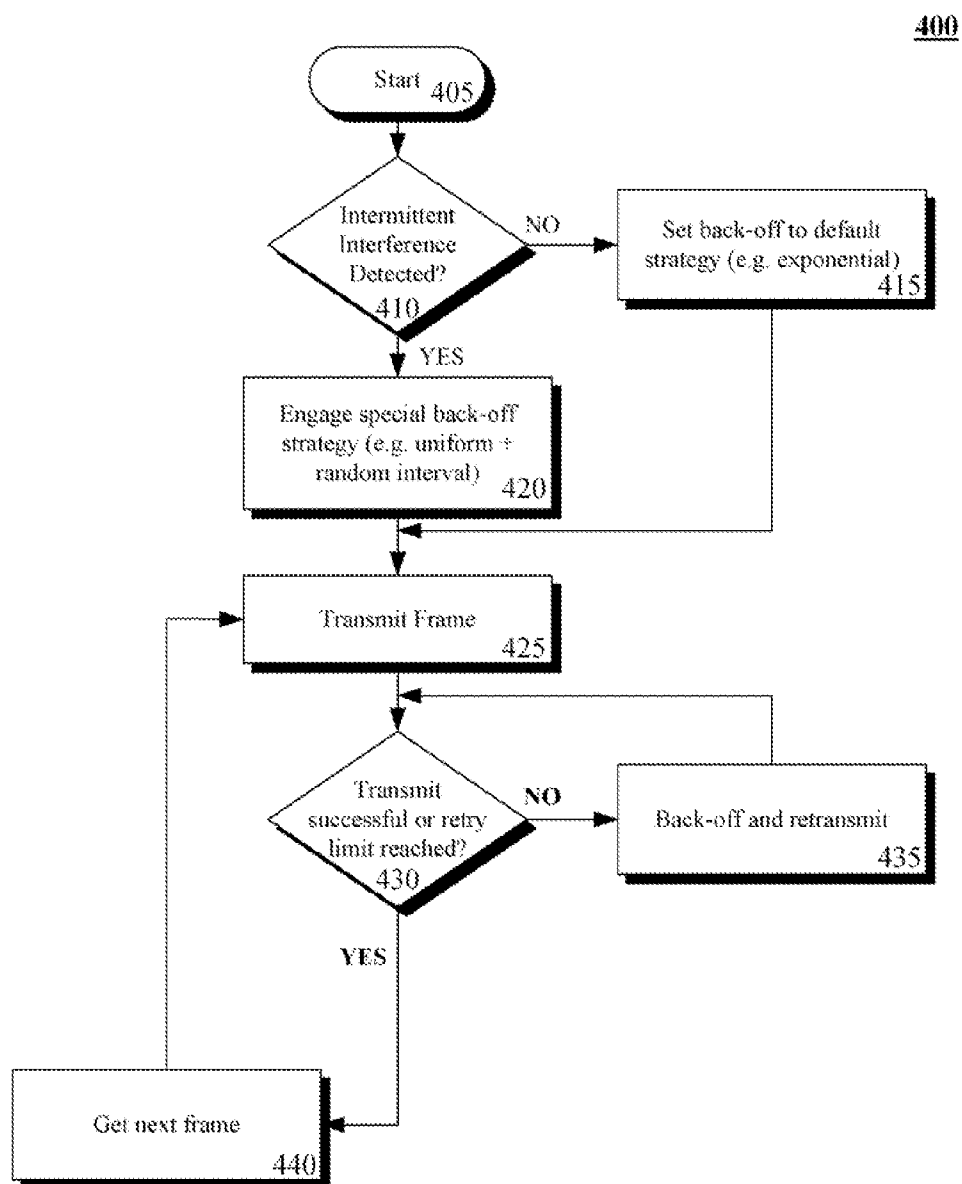 400
Start
405
Intermittent
Interference
Detected?
410
NO
Set back-off to default
strategy (e.g. exponential)
415
YES
Engage special back-off
strategy (e.g. uniform +
random interval)
420
Transmit Frame
425
Transmit
successful or retry
limit reached?
430
NO
Back-off and retransmit
435
YES
Get next frame
440